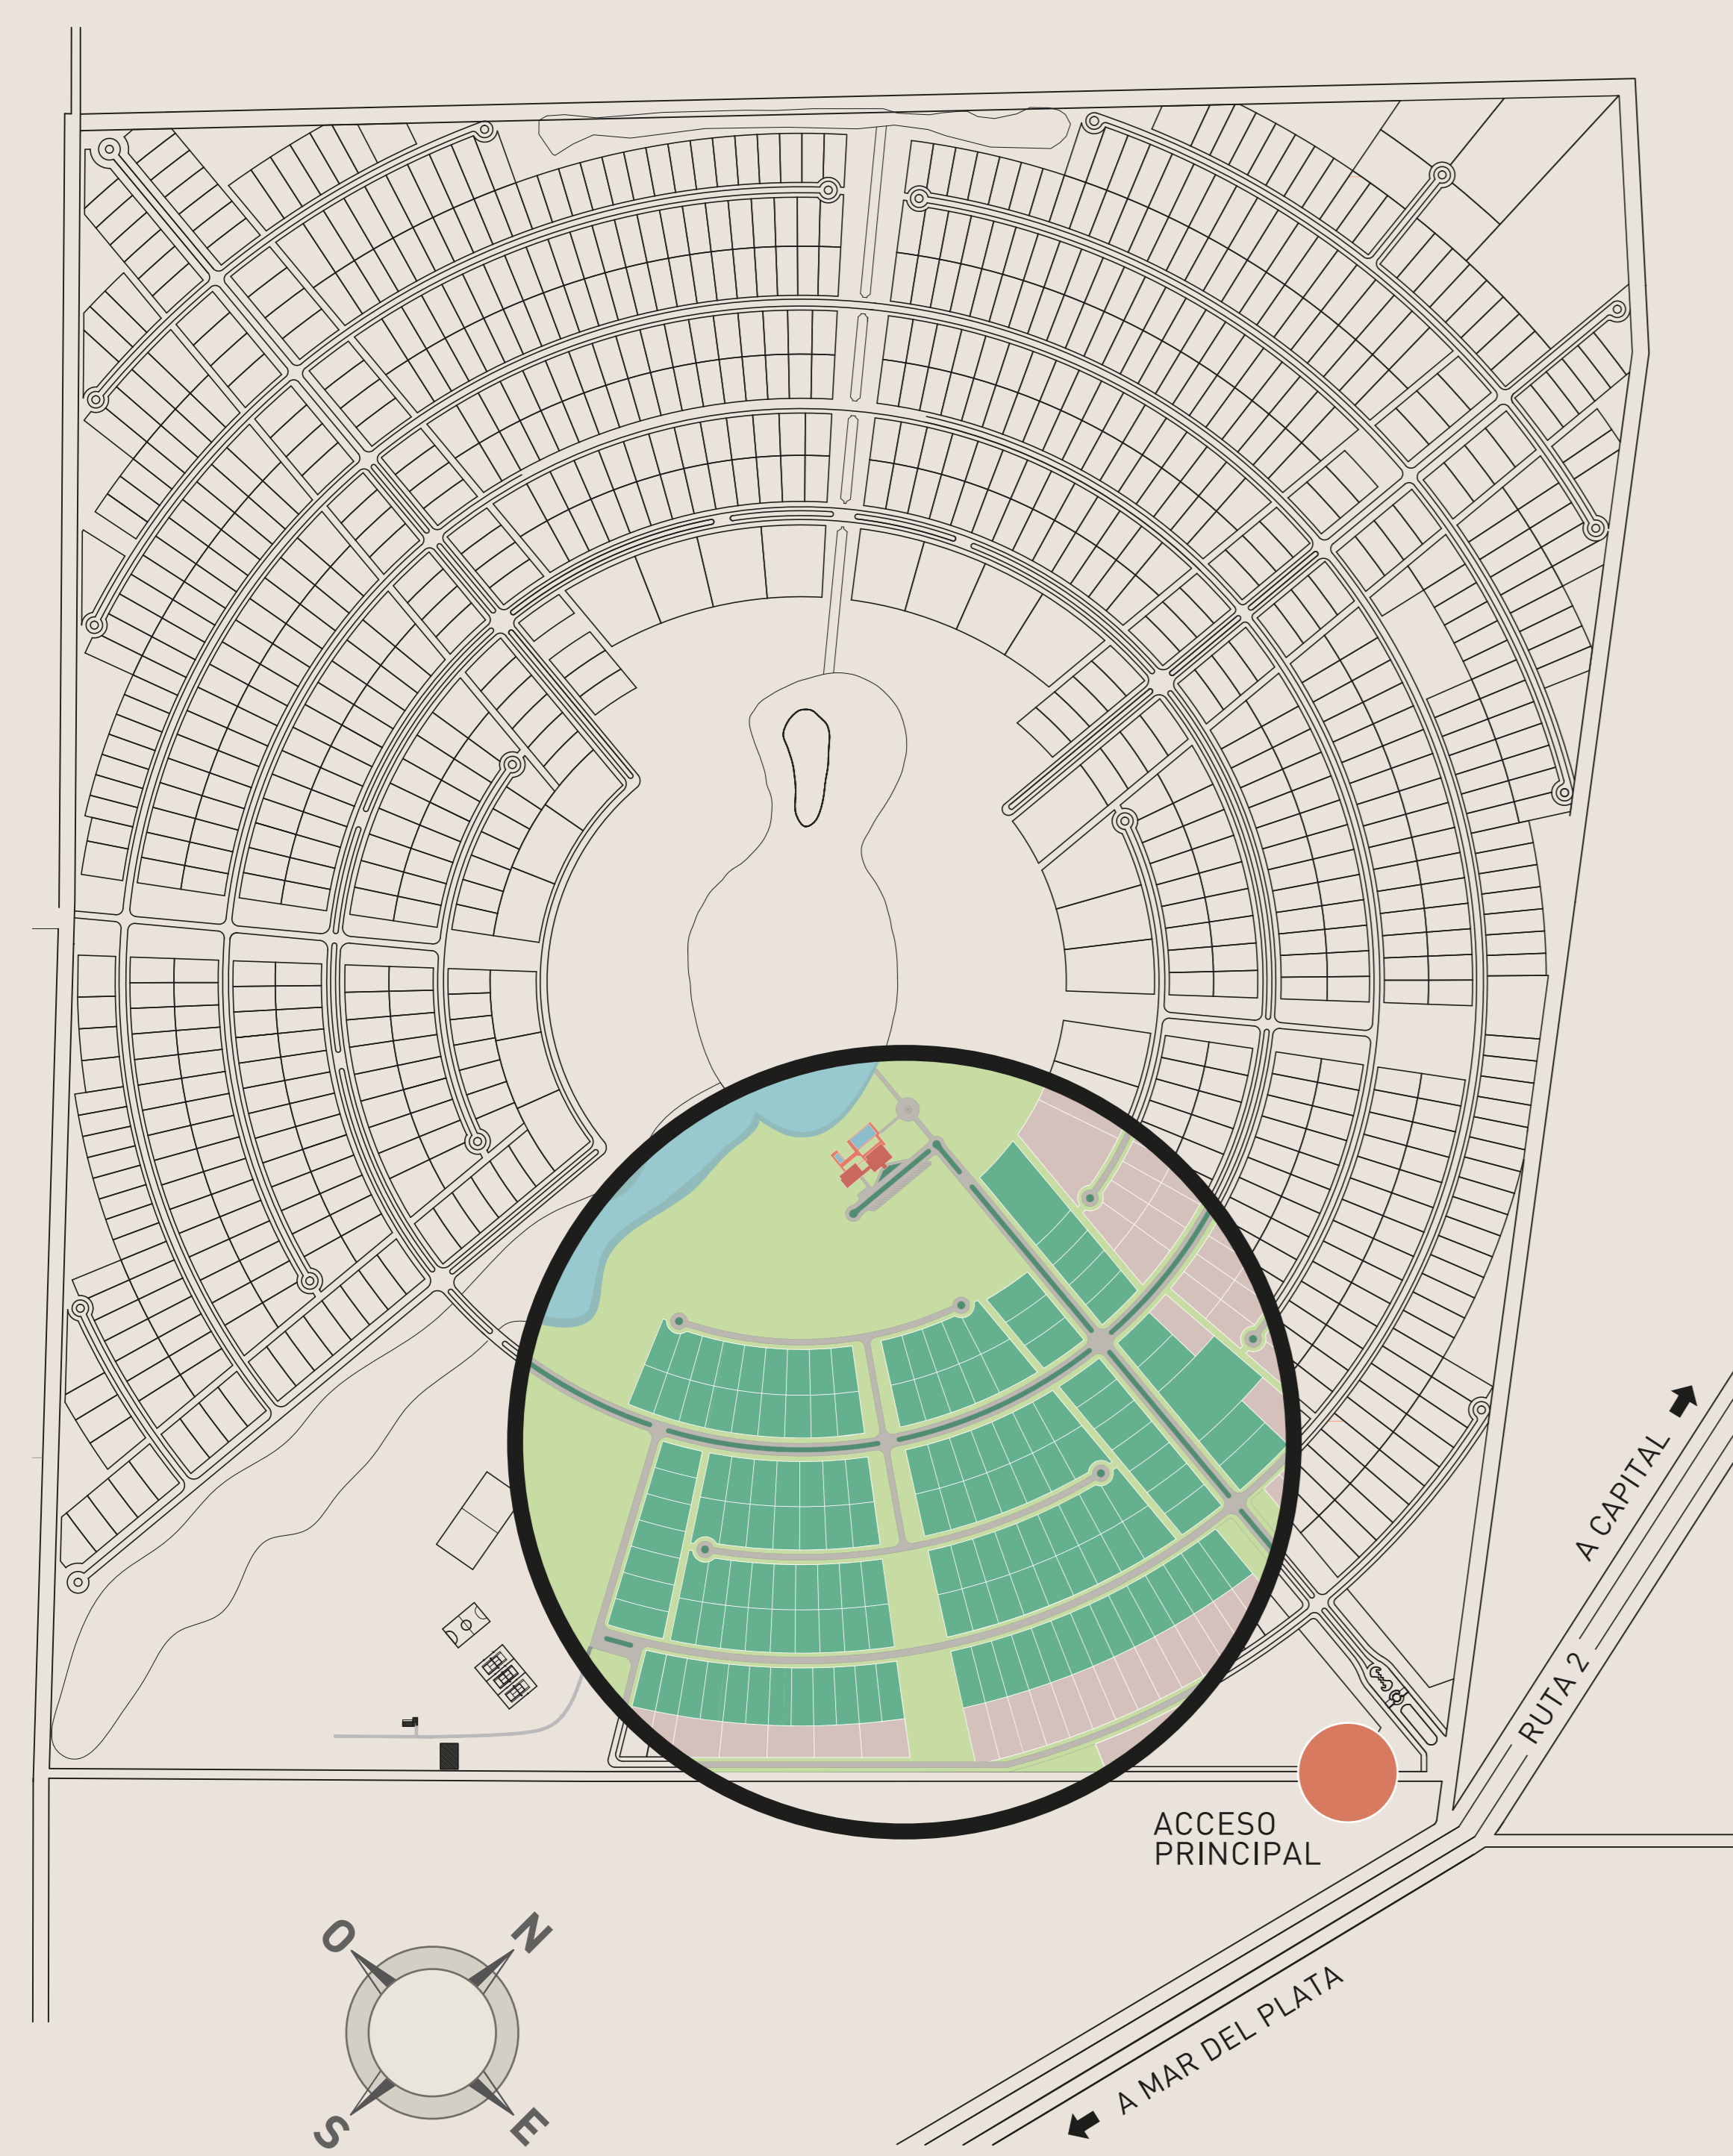 A CAPITAL
RUTA 2
ACCESO
PRINCIPAL
A MAR DEL PLATA
O
N
S
E